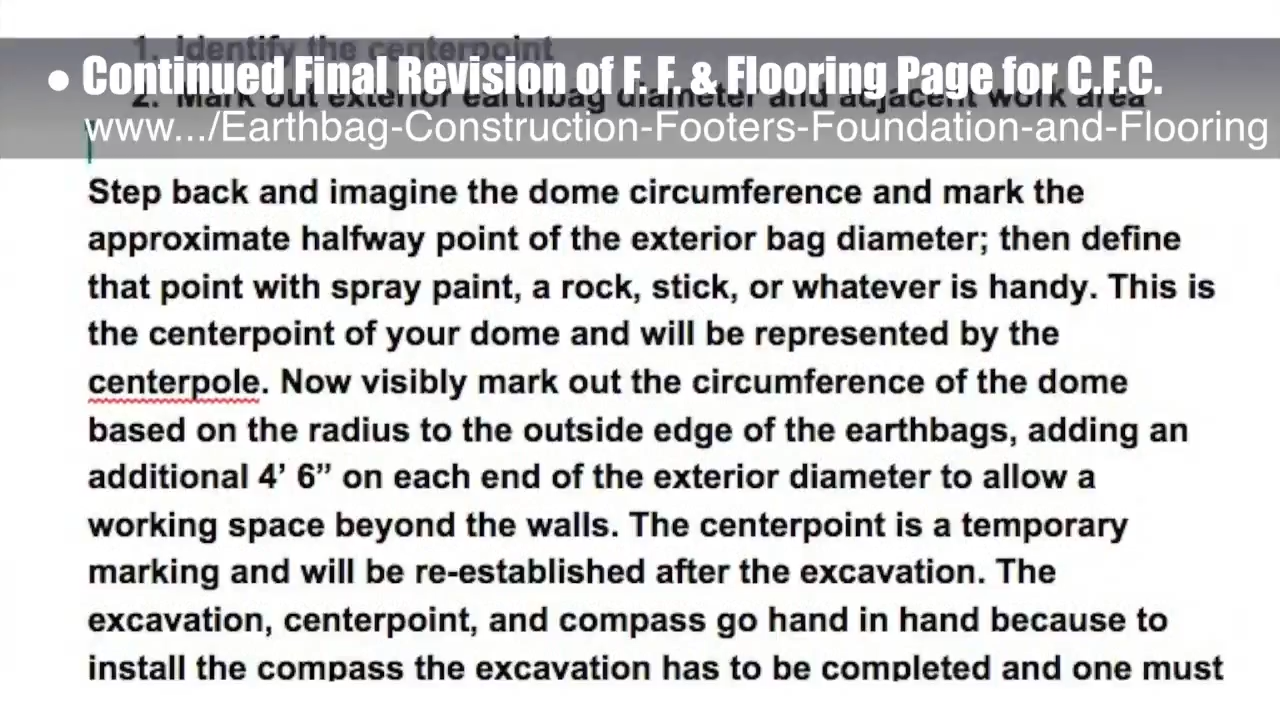 1. Identify the centerpoint
● Continued Final Revision of F. F. & Flooring Page for C.F.C.
2. Mark out exterior earthbag diameter and adjacent work area
www.../Earthbag-Construction-Footers-Foundation-and-Flooring
Step back and imagine the dome circumference and mark the
approximate halfway point of the exterior bag diameter; then define
that point with spray paint, a rock, stick, or whatever is handy. This is
the centerpoint of your dome and will be represented by the
centerpole. Now visibly mark out the circumference of the dome
based on the radius to the outside edge of the earthbags, adding an
additional 4’ 6” on each end of the exterior diameter to allow a
working space beyond the walls. The centerpoint is a temporary
marking and will be re-established after the excavation. The
excavation, centerpoint, and compass go hand in hand because to
install the compass the excavation has to be completed and one must